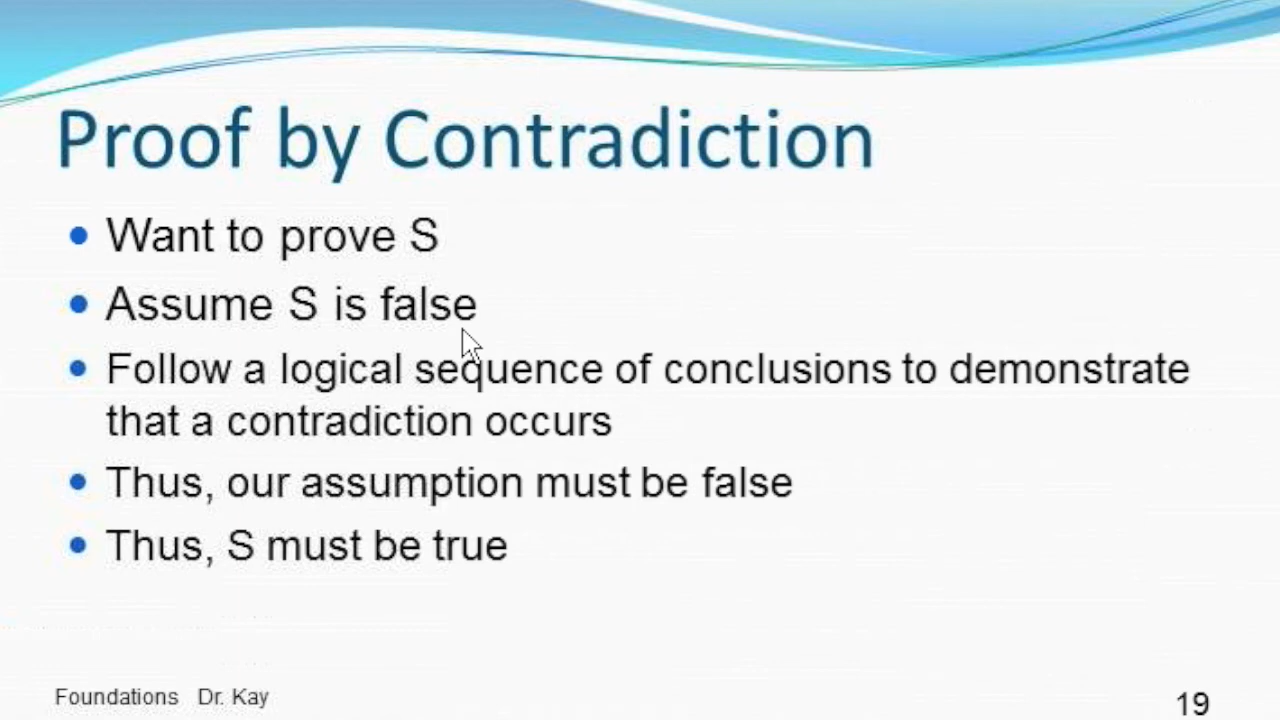 Proof by Contradiction
• Want to prove S
• Assume S is false
• Follow a logical sequence of conclusions to demonstrate
that a contradiction occurs
• Thus, our assumption must be false
• Thus, S must be true
Foundations Dr. Kay
19